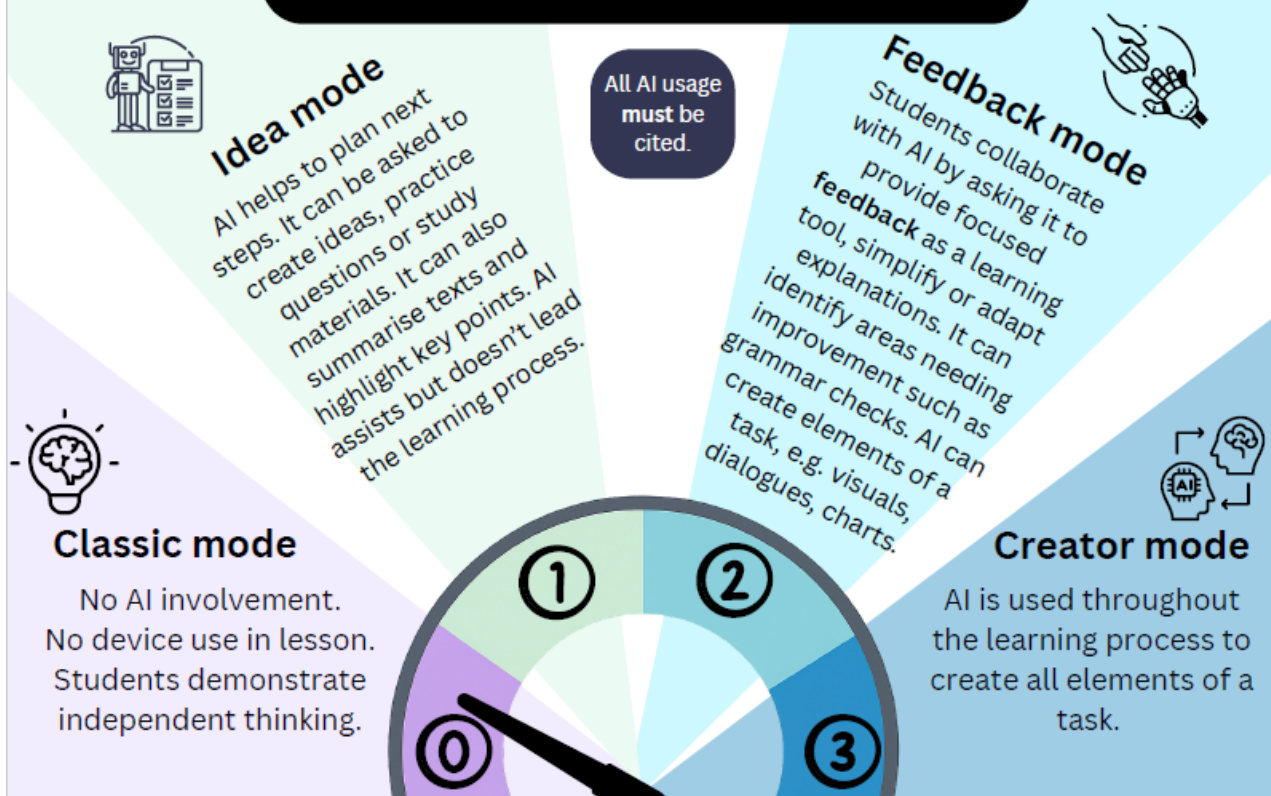 Idea mode
AI helps to plan next
steps. It can be asked to
create ideas, practice
questions or study
materials. It can also
summarise texts and
highlight key points. AI
assists but doesn't lead
the learning process.
All AI usage
must be
cited.
Feedback mode
Students collaborate
with AI by asking it to
provide focused
feedback as a learning
tool, simplify or adapt
explanations. It can
identify areas needing
improvement such as
grammar checks. AI can
create elements of a
task, e.g. visuals,
dialogues, charts.
Classic mode
No AI involvement.
No device use in lesson.
Students demonstrate
independent thinking.
AI
Creator mode
AI is used throughout
the learning process to
create all elements of a
task.
0
1
2
3